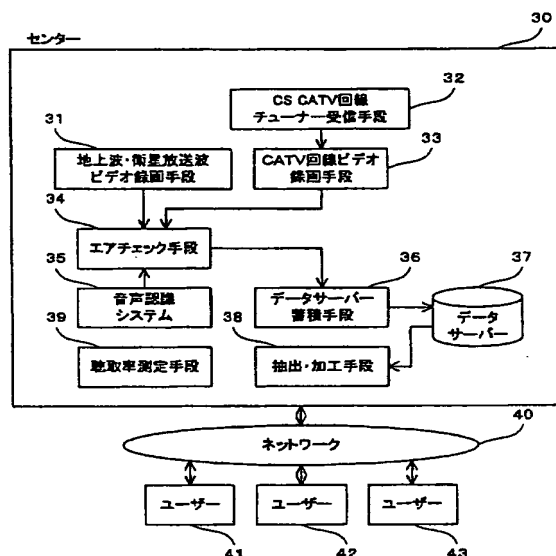 センター
30
32
CS CATV回線
チューナー受信手段
31
33
地上波・衛星放送波
ビデオ録画手段
CATV回線ビデオ
録画手段
34
エアチェック手段
35
36
37
音声認識
システム
データサーバー
蓄積手段
データ
サーバー
39
38
聴取率測定手段
抽出・加工手段
40
ネットワーク
ユーザー
ユーザー
ユーザー
41
42
43